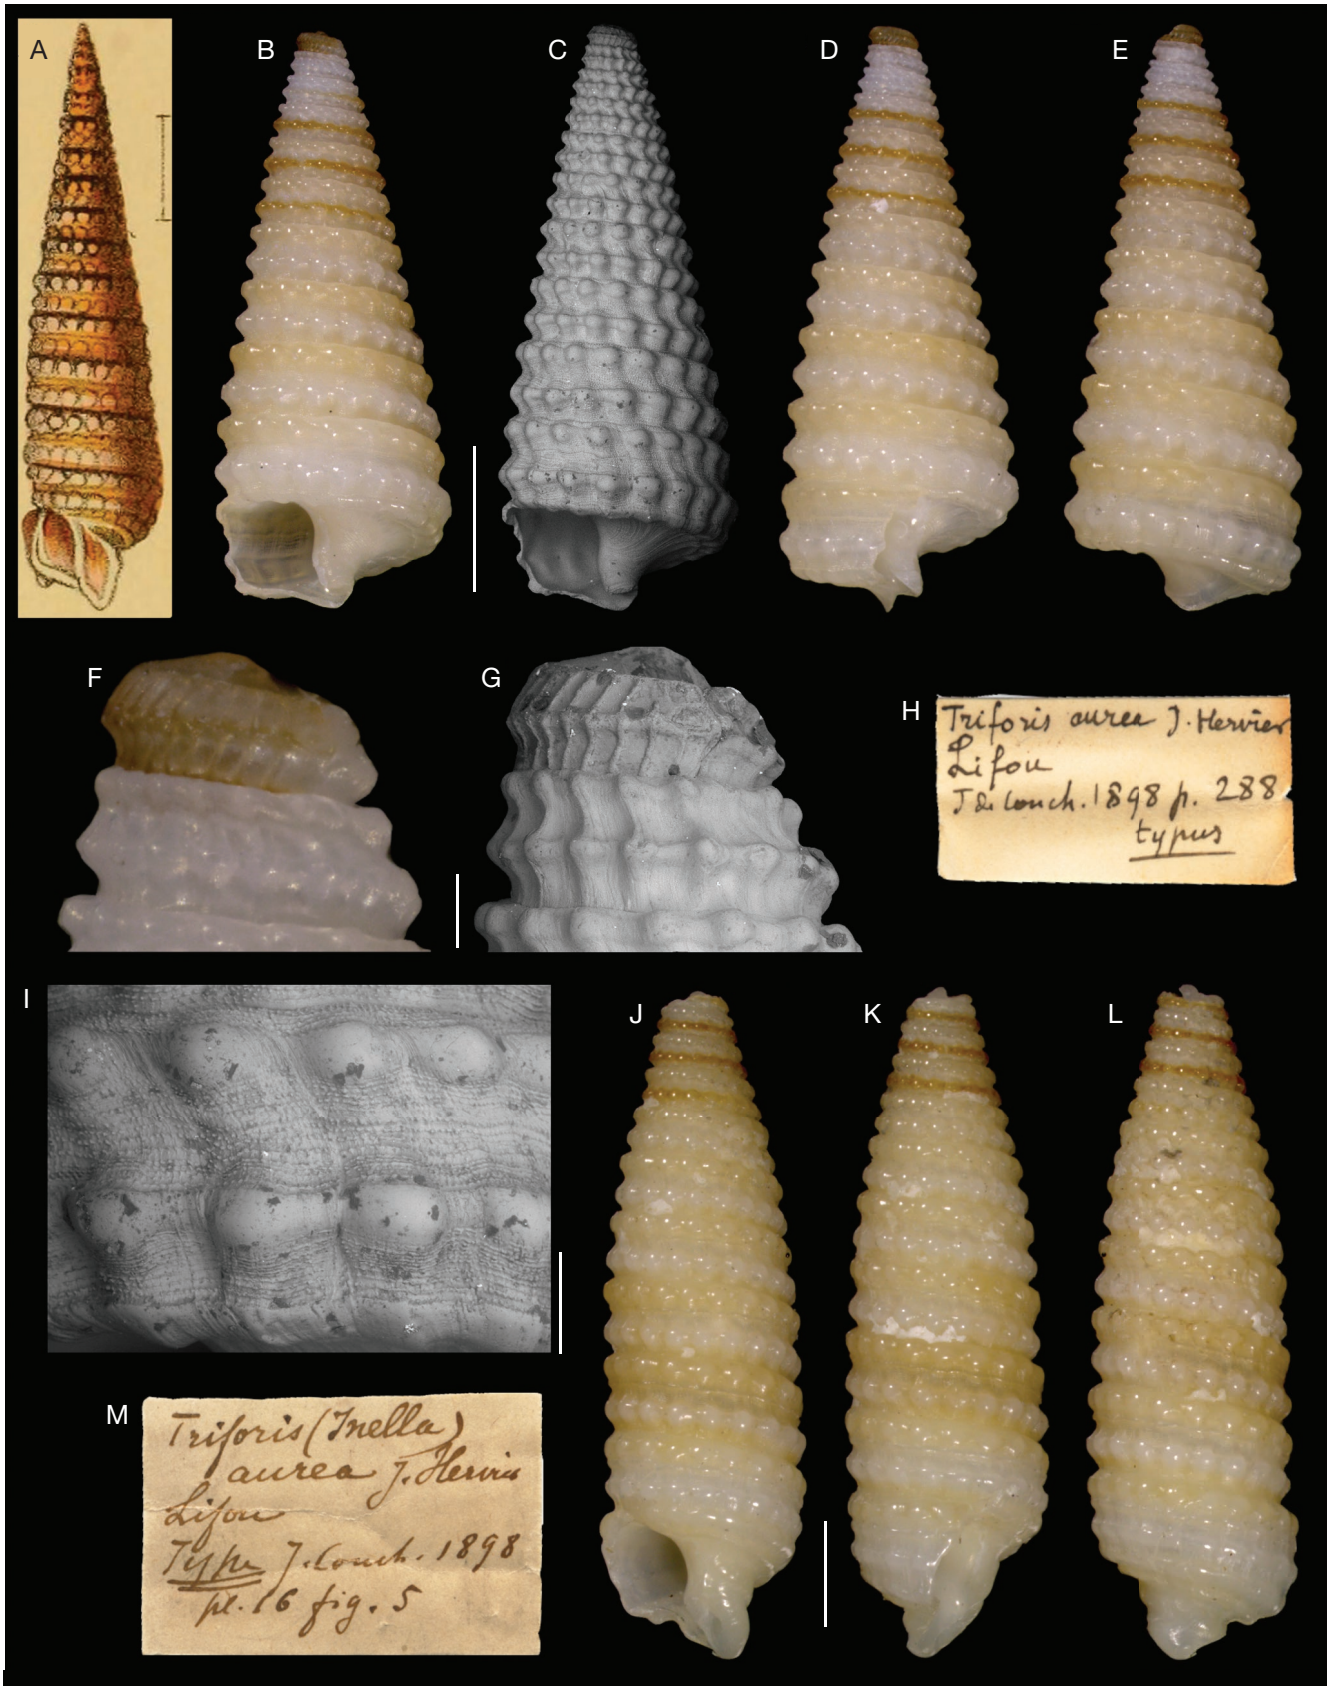 A
B
C
D
E
F
G
H
Triforis aurea J. Hervier
Lifou
J de Conch. 1898 p. 288
typus
I
J
K
L
M
Triforis (Inella)
aurea J. Hervier
Lifou
Type J. Conch. 1898
pl. 16 fig. 5